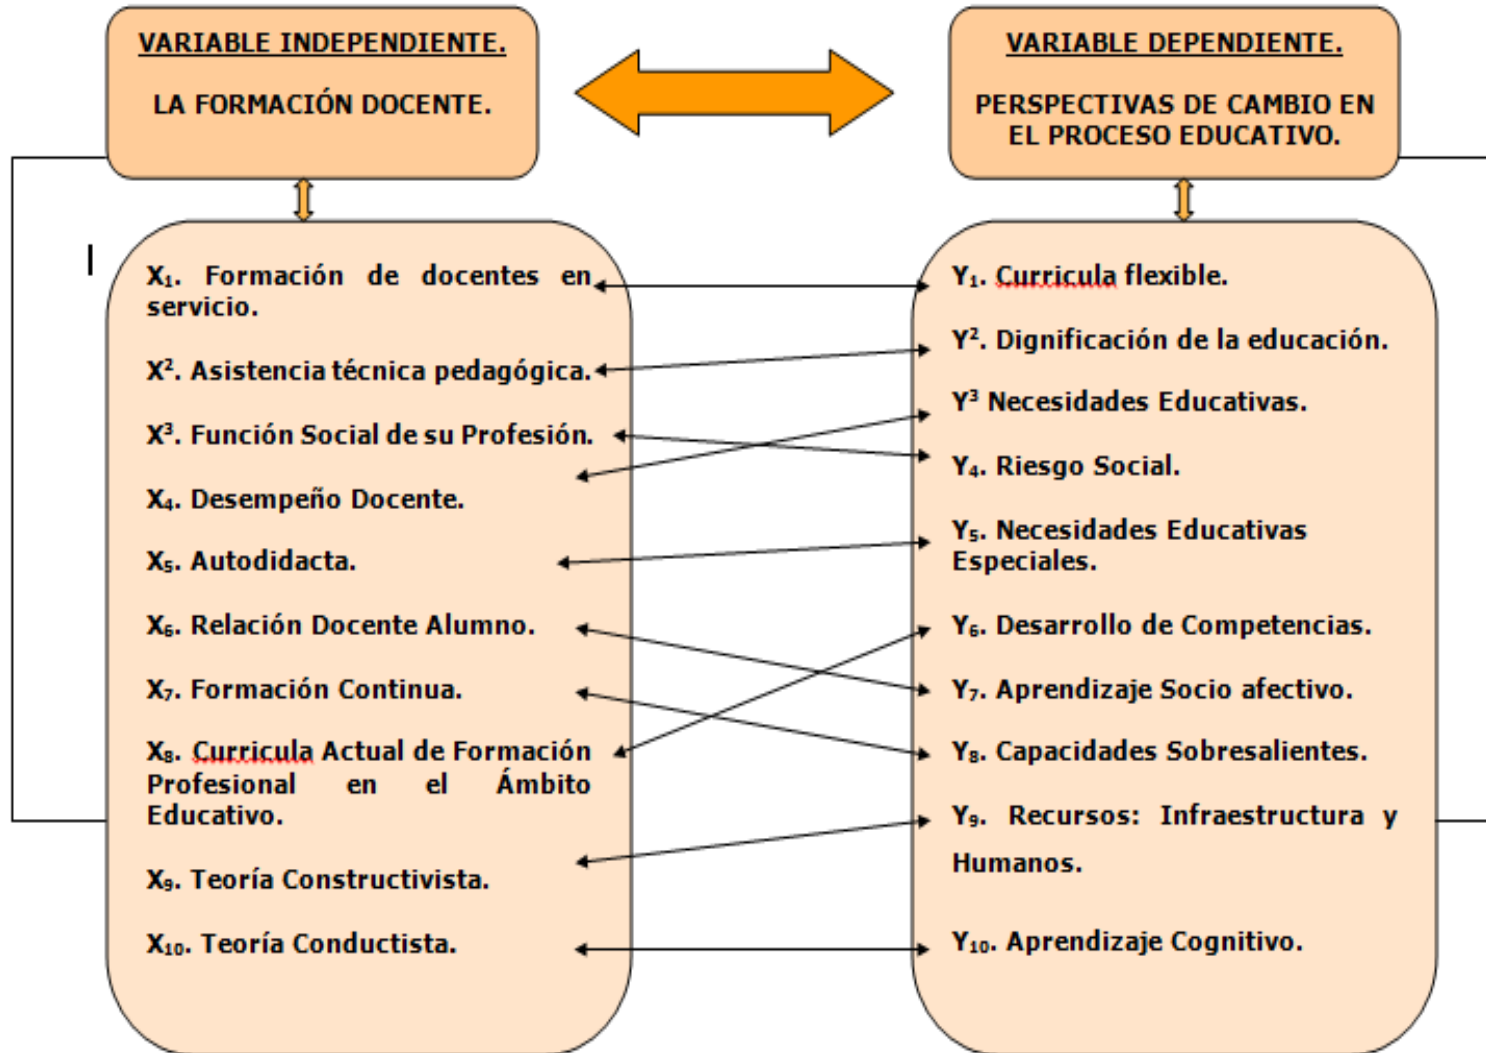 VARIABLE INDEPENDIENTE.
LA FORMACIÓN DOCENTE.
VARIABLE DEPENDIENTE.
PERSPECTIVAS DE CAMBIO EN
EL PROCESO EDUCATIVO.
X₁. Formación de docentes en
servicio.
X². Asistencia técnica pedagógica.
X³. Función Social de su Profesión.
X₄. Desempeño Docente.
X₅. Autodidacta.
X₆. Relación Docente Alumno.
X₇. Formación Continua.
X₈. Curricula Actual de Formación
Profesional en el Ámbito
Educativo.
X₉. Teoría Constructivista.
X₁₀. Teoría Conductista.
Y₁. Curricula flexible.
Y². Dignificación de la educación.
Y³ Necesidades Educativas.
Y₄. Riesgo Social.
Y₅. Necesidades Educativas
Especiales.
Y₆. Desarrollo de Competencias.
Y₇. Aprendizaje Socio afectivo.
Y₈. Capacidades Sobresalientes.
Y₉. Recursos: Infraestructura y
Humanos.
Y₁₀. Aprendizaje Cognitivo.